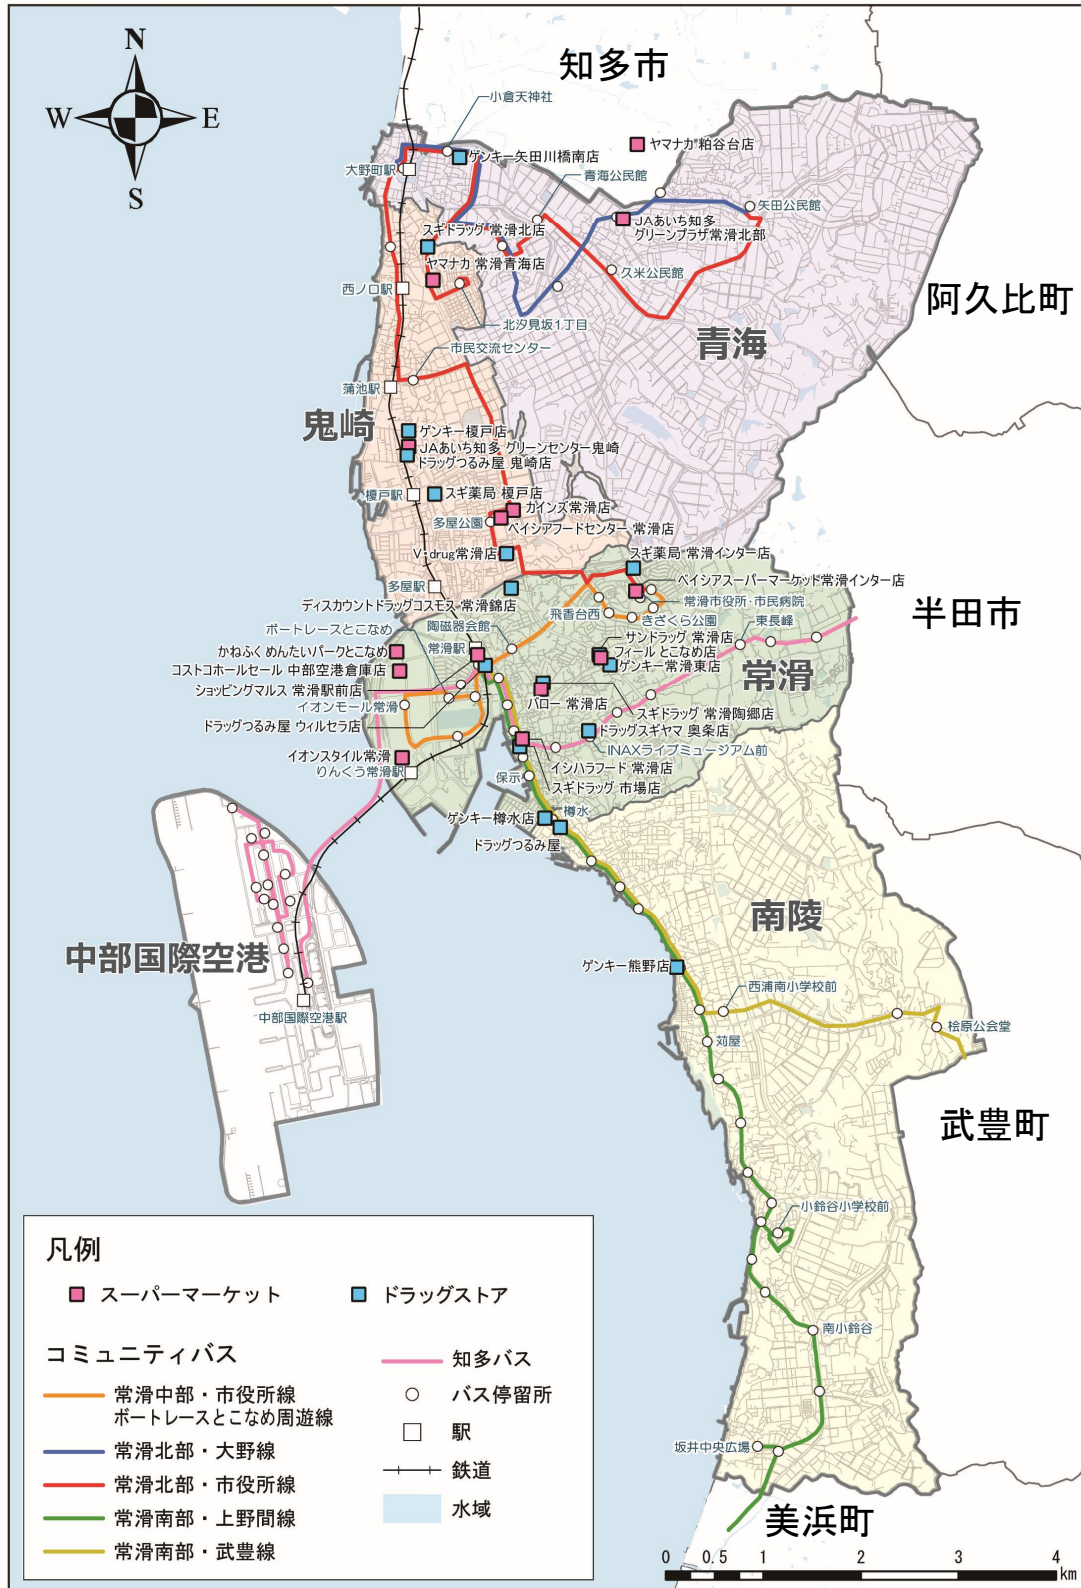 N
W
E
S
知多市
小倉天神社
ヤマナカ 粕谷台店
ゲンキー矢田川橋南店
大野町駅
青海公民館
矢田公民館
JAあいち知多
グリーンプラザ常滑北部
スギドラッグ 常滑北店
ヤマナカ 常滑青海店
久米公民館
西ノ口駅
阿久比町
北汐見坂1丁目
青海
市民交流センター
蒲池駅
鬼崎
ゲンキー榎戸店
JAあいち知多 グリーンセンター鬼崎
ドラッグつるみ屋 鬼崎店
スギ薬局 榎戸店
榎戸駅
カインズ常滑店
多屋公園
ベイシアフードセンター 常滑店
V・drug常滑店
スギ薬局 常滑インター店
多屋駅
ベイシアスーパーマーケット常滑インター店
ディスカウントドラッグコスモス 常滑錦店
飛香台西
常滑市役所・市民病院
半田市
きざくら公園
ボートレースとこなめ
陶磁器会館
東長峰
かねふく めんたいパークとこなめ
常滑駅
サンドラッグ 常滑店
フィール とこなめ店
コストコホールセール 中部空港倉庫店
ゲンキー常滑東店
常滑
ショッピングマルス 常滑駅前店
イオンモール常滑
バロー 常滑店
スギドラッグ 常滑陶郷店
ドラッグつるみ屋 ウィルセラ店
ドラッグスギヤマ 奥条店
INAXライブミュージアム前
イオンスタイル常滑
りんくう常滑駅
イシハラフード 常滑店
保示
スギドラッグ 市場店
ゲンキー樽水店
樽水
ドラッグつるみ屋
南陵
中部国際空港
ゲンキー熊野店
西浦南小学校前
中部国際空港駅
桧原公会堂
苅屋
武豊町
小鈴谷小学校前
南小鈴谷
坂井中央広場
美浜町
凡例
スーパーマーケット
ドラッグストア
コミュニティバス
知多バス
常滑中部・市役所線
ボートレースとこなめ周遊線
バス停留所
駅
常滑北部・大野線
鉄道
常滑北部・市役所線
水域
常滑南部・上野間線
常滑南部・武豊線
0 0.5 1 2 3 4
km